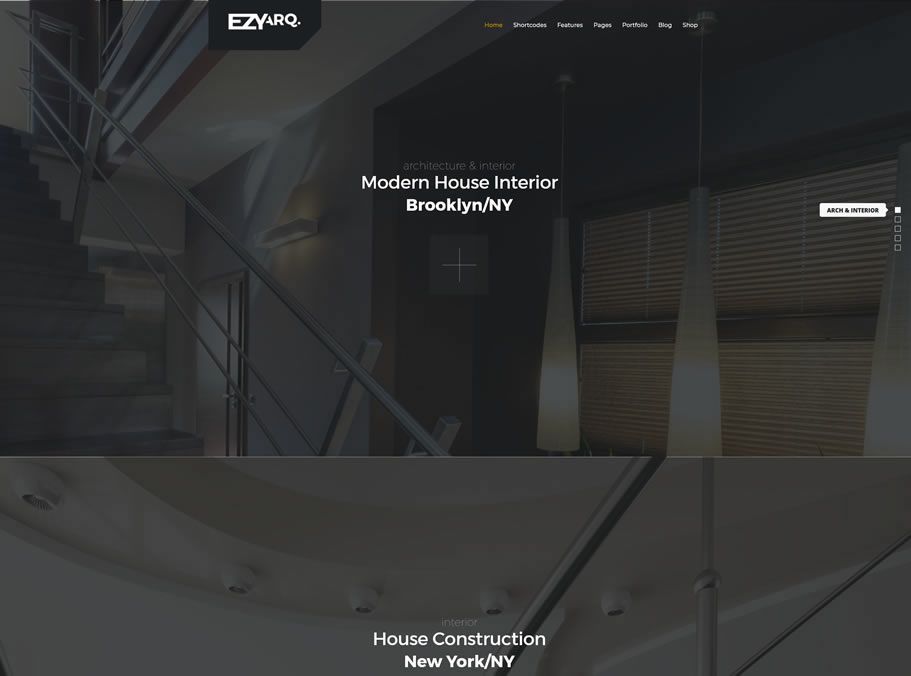 EZYARQ.
Home Shortcodes Features Pages Portfolio Blog Shop
architecture & interior
Modern House Interior
Brooklyn/NY
ARCH & INTERIOR
interior
House Construction
New York/NY